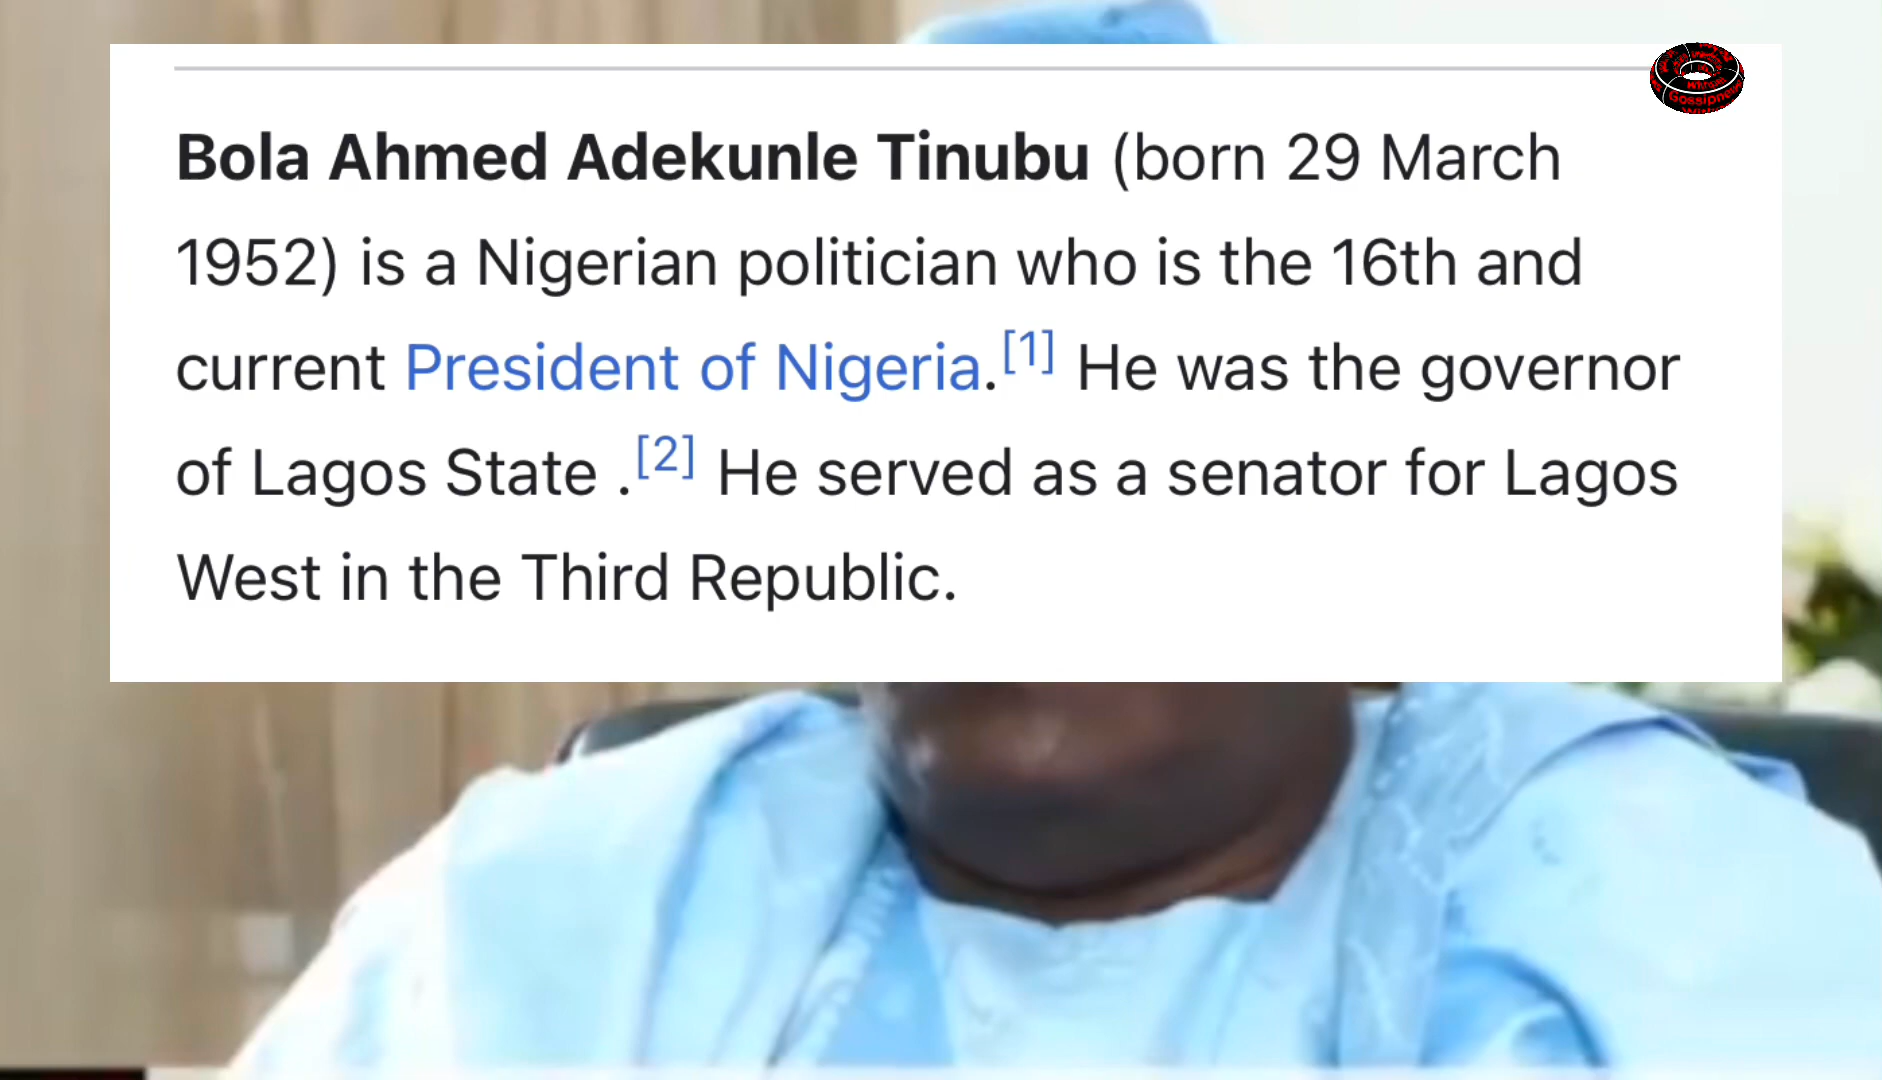 Gossipne
Bola Ahmed Adekunle Tinubu (born 29 March
1952) is a Nigerian politician who is the 16th and
current President of Nigeria.[1] He was the governor
of Lagos State .[2] He served as a senator for Lagos
West in the Third Republic.